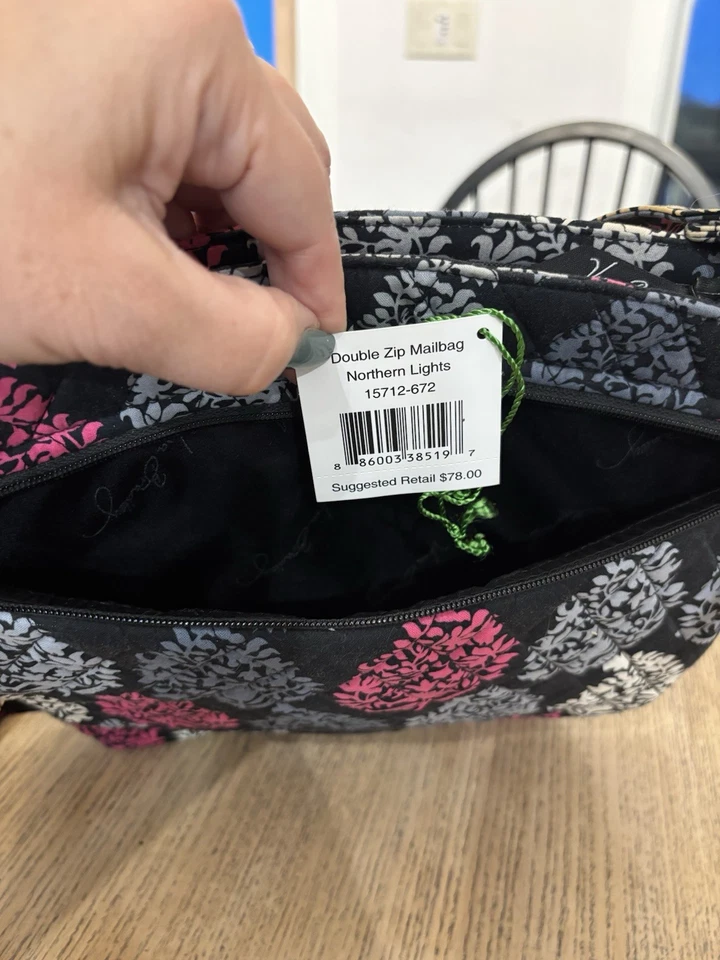 Double Zip Mailbag
Northern Lights
15712-672
8 86003 38519 7
Suggested Retail $78.00